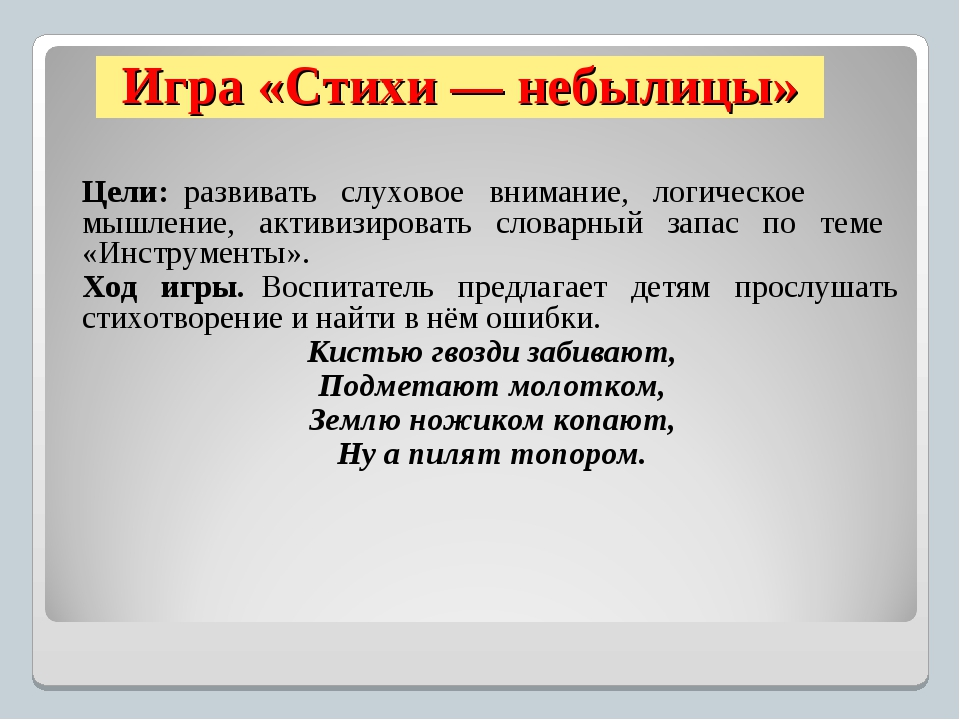 Игра «Стихи — небылицы»
Цели: развивать слуховое внимание, логическое
мышление, активизировать словарный запас по теме
«Инструменты».
Ход игры. Воспитатель предлагает детям прослушать
стихотворение и найти в нём ошибки.
Кистью гвозди забивают,
Подметают молотком,
Землю ножиком копают,
Ну а пилят топором.